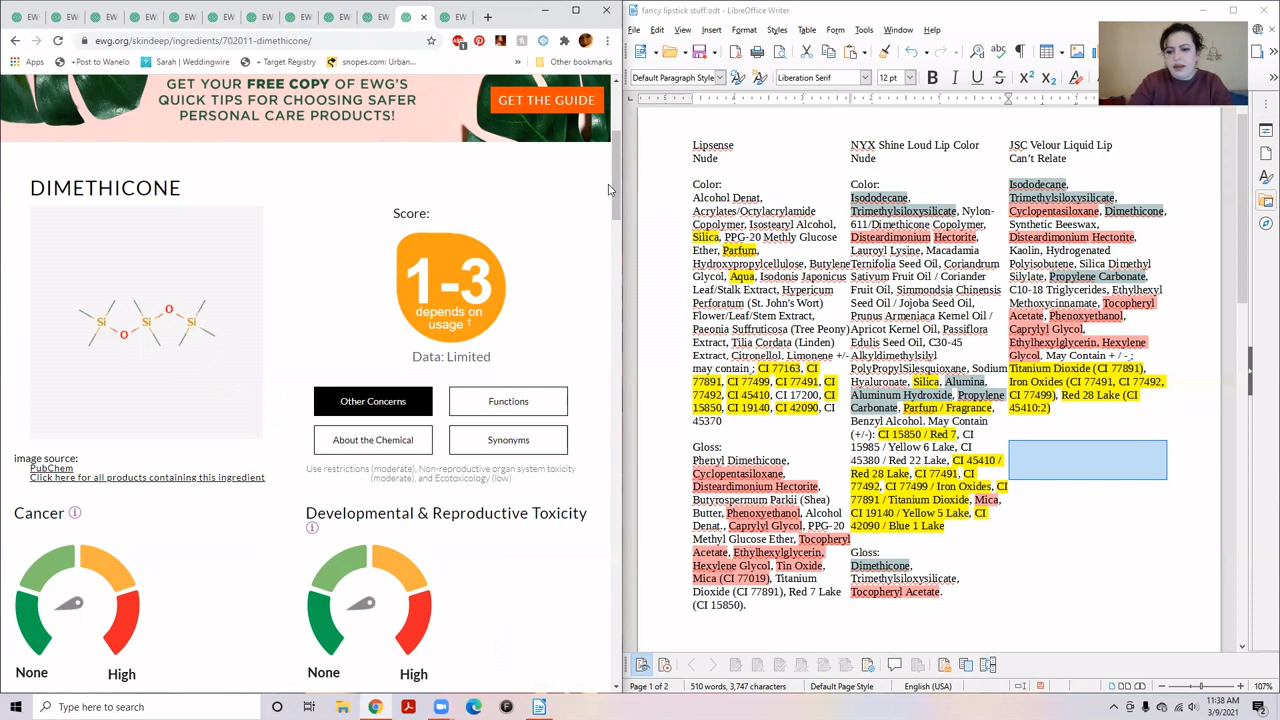 EW
EW
EW
EW
EW
EW
EW
EW
EW
ewg.org/skindeep/ingredients/702011-dimethicone/
Apps
+Post to Wanelo
Sarah | Weddingwire
+ Target Registry
snopes.com: Urban...
»
Other bookmarks
GET YOUR FREE COPY OF EWG'S
QUICK TIPS FOR CHOOSING SAFER
PERSONAL CARE PRODUCTS!
GET THE GUIDE
DIMETHICONE
Si
O
Si
O
Si
image source:
PubChem
Click here for all products containing this ingredient
Score:
1-3
depends on
usage †
Data: Limited
Other Concerns
Functions
About the Chemical
Synonyms
Use restrictions (moderate), Non-reproductive organ system toxicity
(moderate), and Ecotoxicology (low)
Cancer
Developmental & Reproductive Toxicity
None
High
None
High
fancy lipstick stuff.odt - LibreOffice Writer
File Edit View Insert Format Styles Table Form Tools Window Help
Default Paragraph Style
Liberation Serif
12 pt
Lipsense
Nude
Color:
Alcohol Denat,
Acrylates/Octylacrylamide
Copolymer, Isostearyl Alcohol,
Silica, PPG-20 Methly Glucose
Ether, Parfum,
Hydroxypropylcellulose, Butylene
Glycol, Aqua, Isodonis Japonicus
Leaf/Stalk Extract, Hypericum
Perforatum (St. John's Wort)
Flower/Leaf/Stem Extract,
Paeonia Suffruticosa (Tree Peony)
Extract, Tilia Cordata (Linden)
Extract, Citronellol, Limonene +/-
may contain ; CI 77163, CI
77891, CI 77499, CI 77491, CI
77492, CI 45410, CI 17200, CI
15850, CI 19140, CI 42090, CI
45370
Gloss:
Phenyl Dimethicone,
Cyclopentasiloxane,
Disteardimonium Hectorite,
Butyrospermum Parkii (Shea)
Butter, Phenoxyethanol, Alcohol
Denat., Caprylyl Glycol, PPG-20
Methyl Glucose Ether, Tocopheryl
Acetate, Ethylhexylglycerin,
Hexylene Glycol, Tin Oxide,
Mica (CI 77019), Titanium
Dioxide (CI 77891), Red 7 Lake
(CI 15850).
NYX Shine Loud Lip Color
Nude
Color:
Isododecane,
Trimethylsiloxysilicate, Nylon-
611/Dimethicone Copolymer,
Disteardimonium Hectorite,
Lauroyl Lysine, Macadamia
Ternifolia Seed Oil, Coriandrum
Sativum Fruit Oil / Coriander
Fruit Oil, Simmondsia Chinensis
Seed Oil / Jojoba Seed Oil,
Prunus Armeniaca Kernel Oil /
Apricot Kernel Oil, Passiflora
Edulis Seed Oil, C30-45
Alkyldimethylsilyl
PolyPropylSilesquioxane, Sodium
Hyaluronate, Silica, Alumina,
Aluminum Hydroxide, Propylene
Carbonate, Parfum / Fragrance,
Benzyl Alcohol. May Contain
(+/-): CI 15850 / Red 7, CI
15985 / Yellow 6 Lake, CI
45380 / Red 22 Lake, CI 45410 /
Red 28 Lake, CI 77491, CI
77492, CI 77499 / Iron Oxides, CI
77891 / Titanium Dioxide, Mica,
CI 19140 / Yellow 5 Lake, CI
42090 / Blue 1 Lake
Gloss:
Dimethicone,
Trimethylsiloxysilicate,
Tocopheryl Acetate.
JSC Velour Liquid Lip
Can't Relate
Isododecane,
Trimethylsiloxysilicate,
Cyclopentasiloxane, Dimethicone,
Synthetic Beeswax,
Disteardimonium Hectorite,
Kaolin, Hydrogenated
Polyisobutene, Silica Dimethyl
Silylate, Propylene Carbonate,
C10-18 Triglycerides, Ethylhexyl
Methoxycinnamate, Tocopheryl
Acetate, Phenoxyethanol,
Caprylyl Glycol,
Ethylhexylglycerin, Hexylene
Glycol, May Contain + / -.:
Titanium Dioxide (CI 77891),
Iron Oxides (CI 77491, CI 77492,
CI 77499), Red 28 Lake (CI
45410:2)
Page 1 of 2
510 words, 3,747 characters
Default Page Style
English (USA)
107%
Type here to search
11:38 AM
3/9/2021